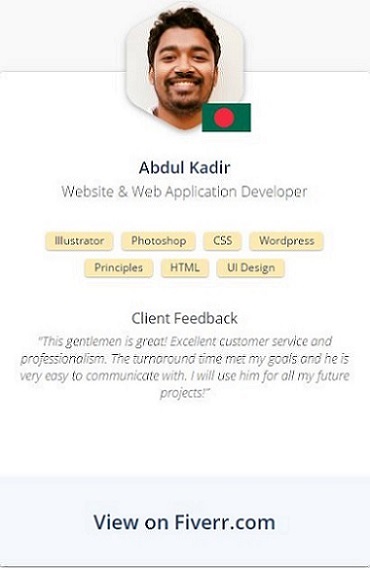 Abdul Kadir
Website & Web Application Developer
Illustrator Photoshop CSS Wordpress
Principles HTML UI Design
Client Feedback
"This gentlemen is great! Excellent customer service and
professionalism. The turnaround time met my goals and he is
very easy to communicate with. I will use him for all my future
projects!"
View on Fiverr.com